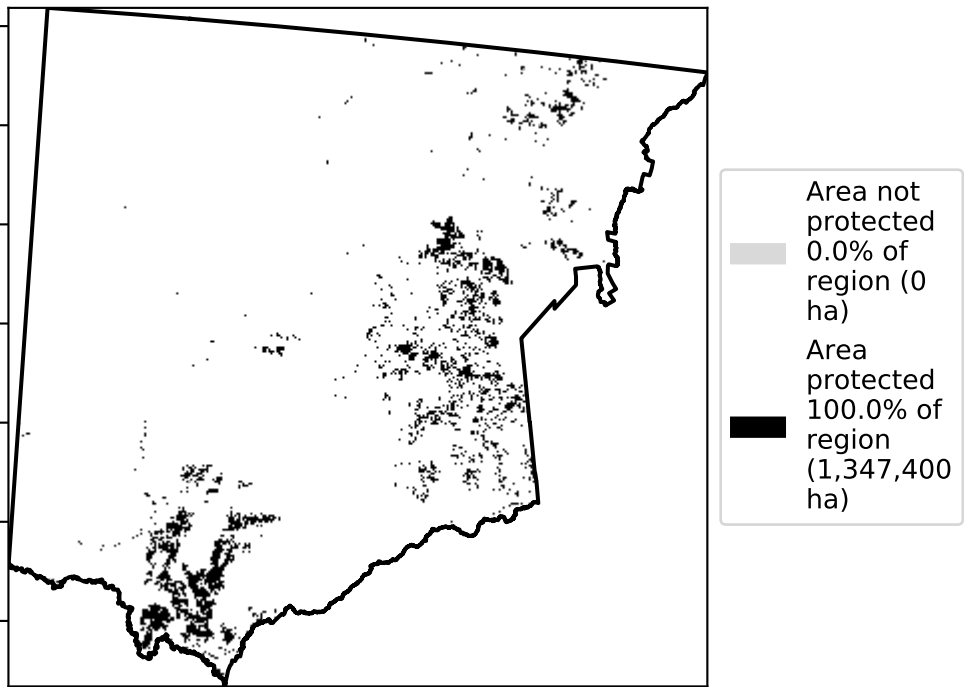 Area not
protected
0.0% of
region (0
ha)
Area
protected
100.0% of
region
(1,347,400
ha)